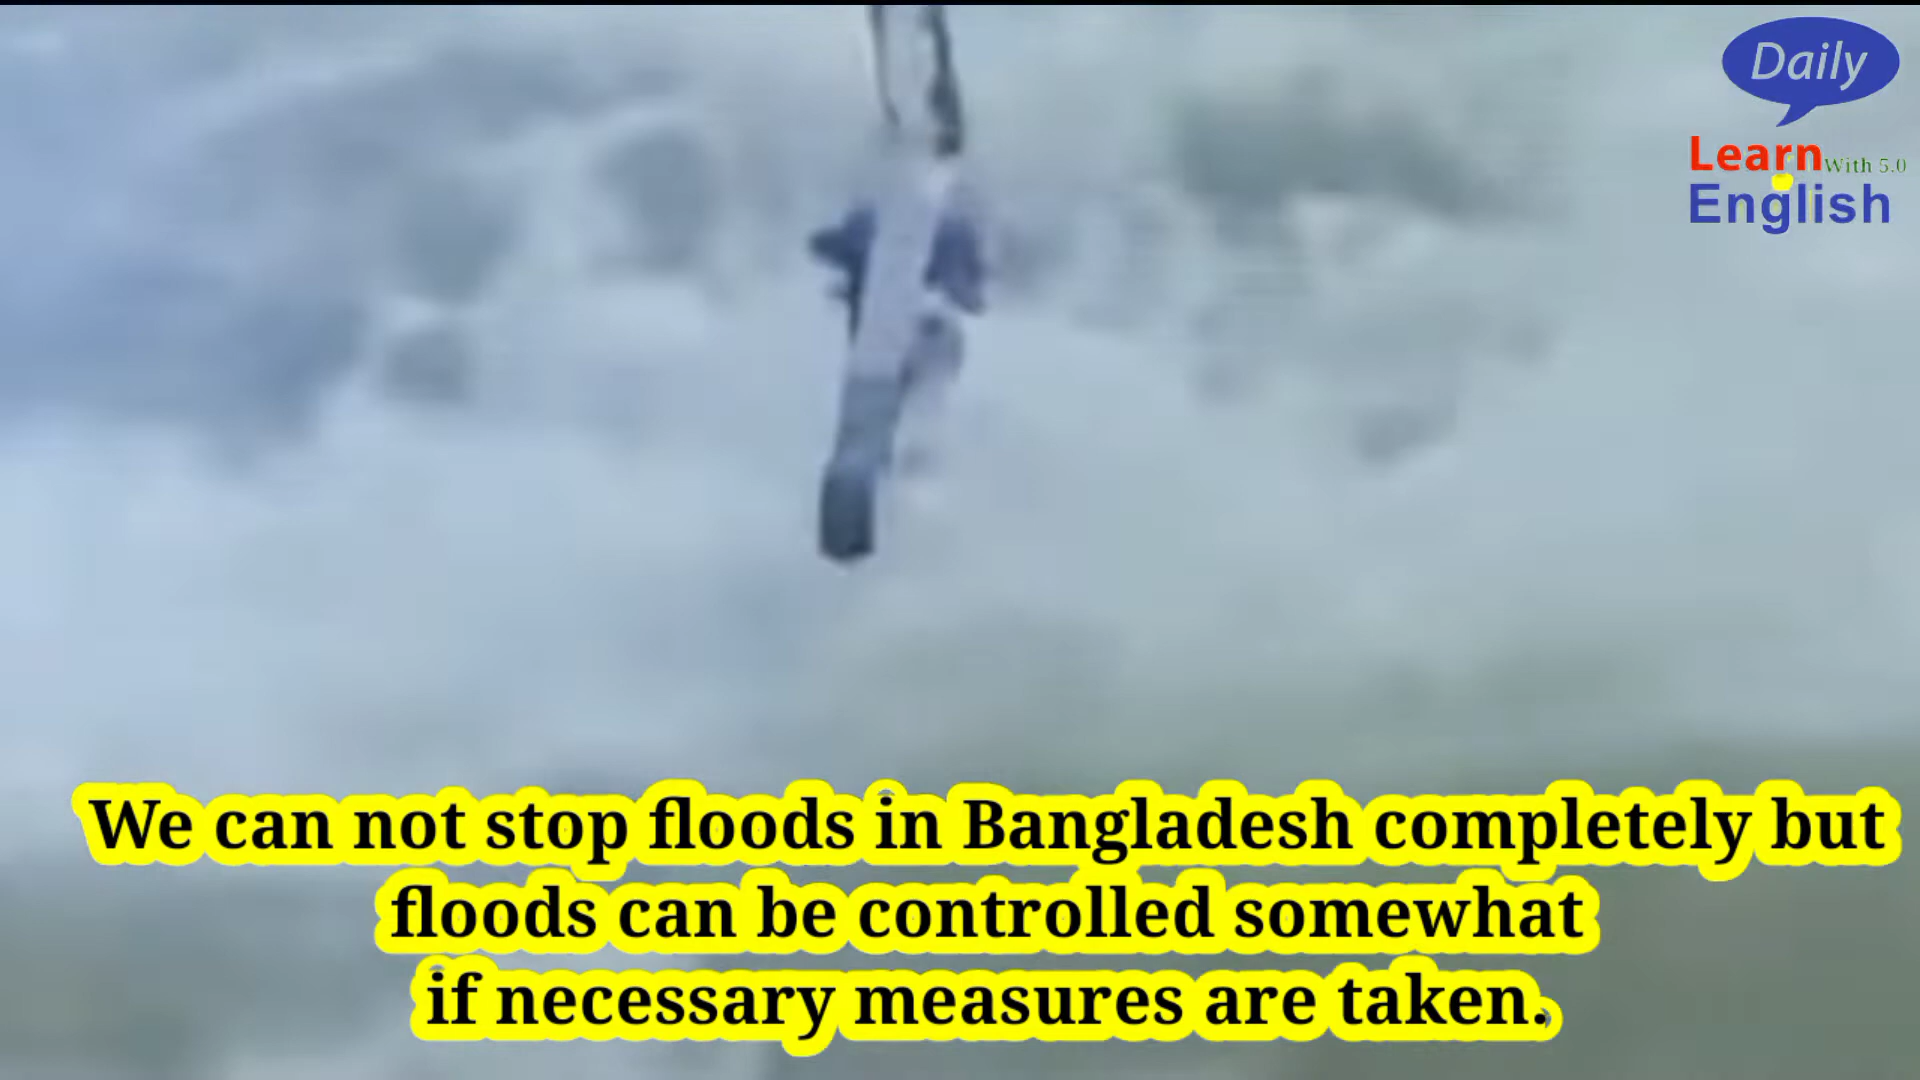 Daily
Learn With 5.0
English
We can not stop floods in Bangladesh completely but
floods can be controlled somewhat
if necessary measures are taken.